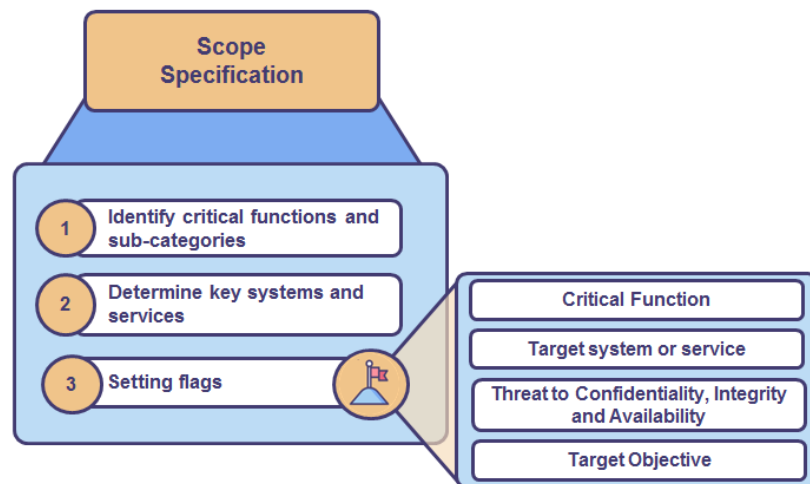 Scope
Specification
1
Identify critical functions and
sub-categories
2
Determine key systems and
services
3
Setting flags
Critical Function
Target system or service
Threat to Confidentiality, Integrity
and Availability
Target Objective